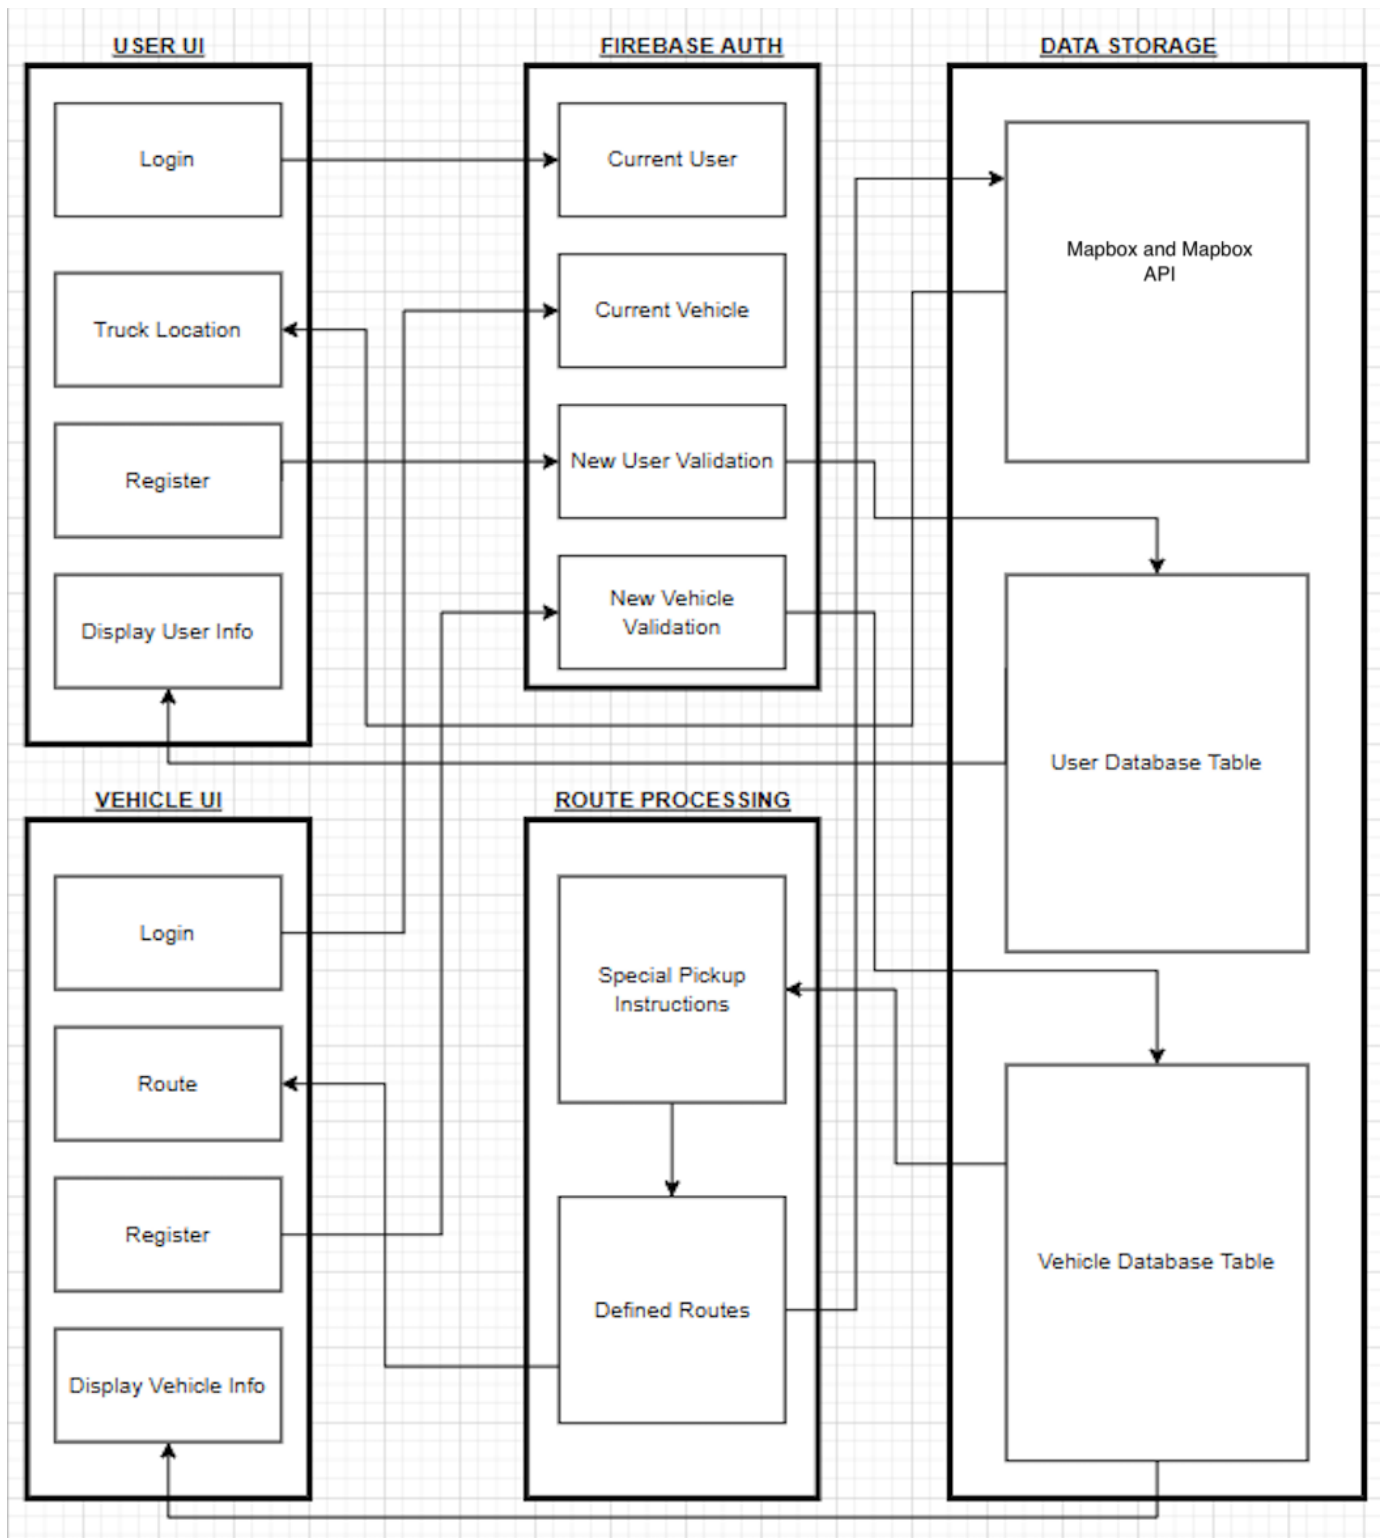 USER UI
Login
Truck Location
Register
Display User Info
FIREBASE AUTH
Current User
Current Vehicle
New User Validation
New Vehicle
Validation
DATA STORAGE
Mapbox and Mapbox
API
User Database Table
Vehicle Database Table
VEHICLE UI
Login
Route
Register
Display Vehicle Info
ROUTE PROCESSING
Special Pickup
Instructions
Defined Routes